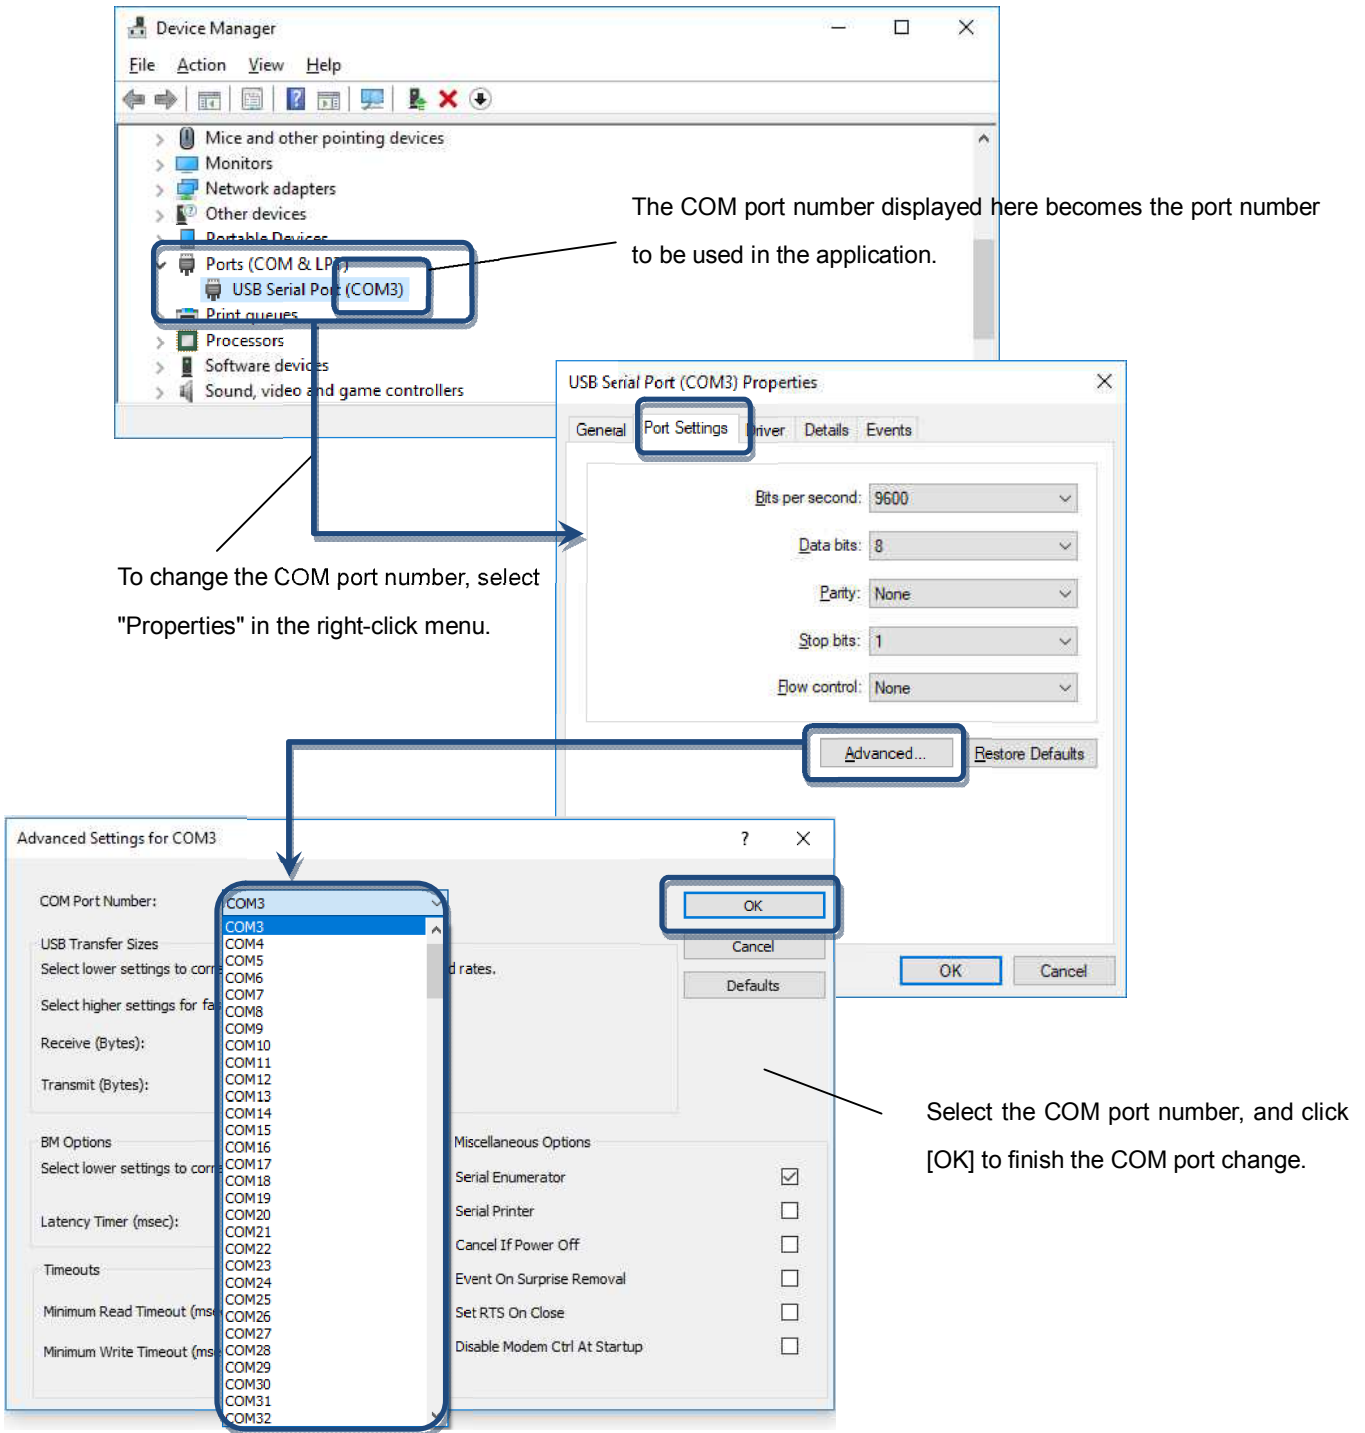 Device Manager
File Action View Help
Mice and other pointing devices
Monitors
Network adapters
Other devices
Portable Devices
Ports (COM & LPT)
USB Serial Port (COM3)
Print queues
Processors
Software devices
Sound, video and game controllers
The COM port number displayed here becomes the port number
to be used in the application.
To change the COM port number, select
"Properties" in the right-click menu.
USB Serial Port (COM3) Properties
General Port Settings Driver Details Events
Bits per second: 9600
Data bits: 8
Parity: None
Stop bits: 1
Flow control: None
Advanced... Restore Defaults
OK Cancel
Advanced Settings for COM3 ?
COM Port Number: COM3
OK
Cancel
Defaults
USB Transfer Sizes
Select lower settings to d rates.
Select higher settings for
Receive (Bytes):
Transmit (Bytes):
BM Options
Select lower settings to
Latency Timer (msec):
Timeouts
Minimum Read Timeout
Minimum Write Timeout
COM3
COM4
COM5
COM6
COM7
COM8
COM9
COM10
COM11
COM12
COM13
COM14
COM15
COM16
COM17
COM18
COM19
COM20
COM21
COM22
COM23
COM24
COM25
COM26
COM27
COM28
COM29
COM30
COM31
COM32
Miscellaneous Options
Serial Enumerator
Serial Printer
Cancel If Power Off
Event On Surprise Removal
Set RTS On Close
Disable Modem Ctrl At Startup
Select the COM port number, and click
[OK] to finish the COM port change.